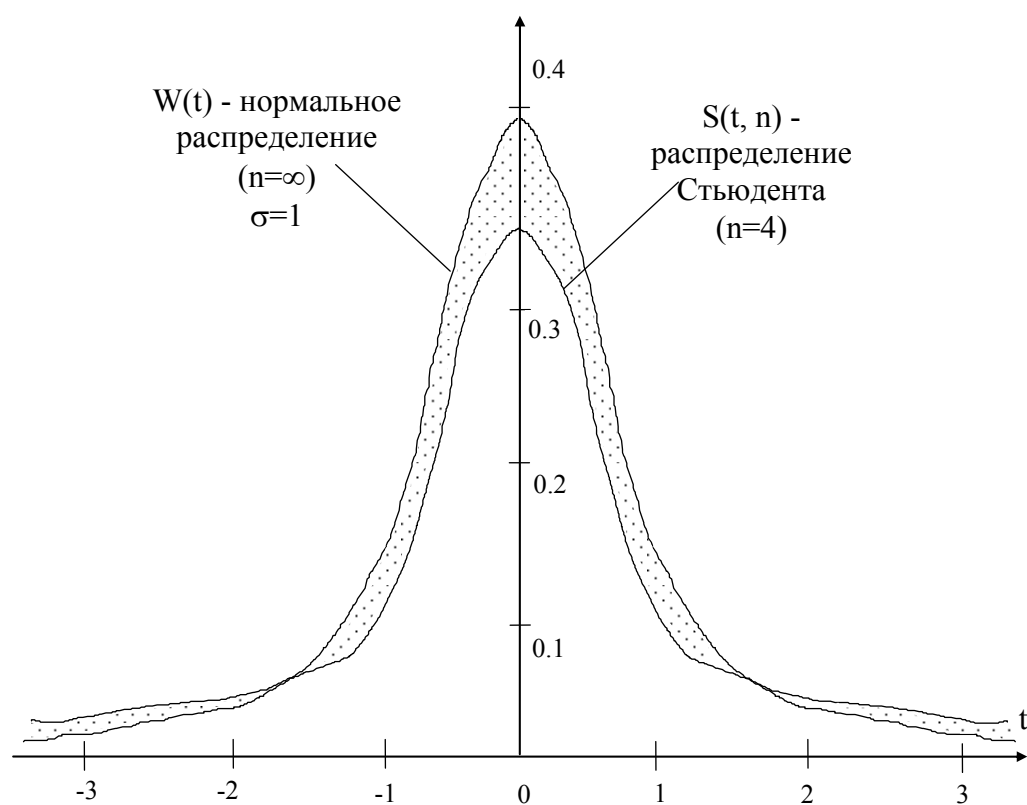 0.4
W(t) - нормальное
распределение
(n=∞)
σ=1
S(t, n) -
распределение
Стьюдента
(n=4)
0.3
0.2
0.1
t
-3 -2 -1 0 1 2 3